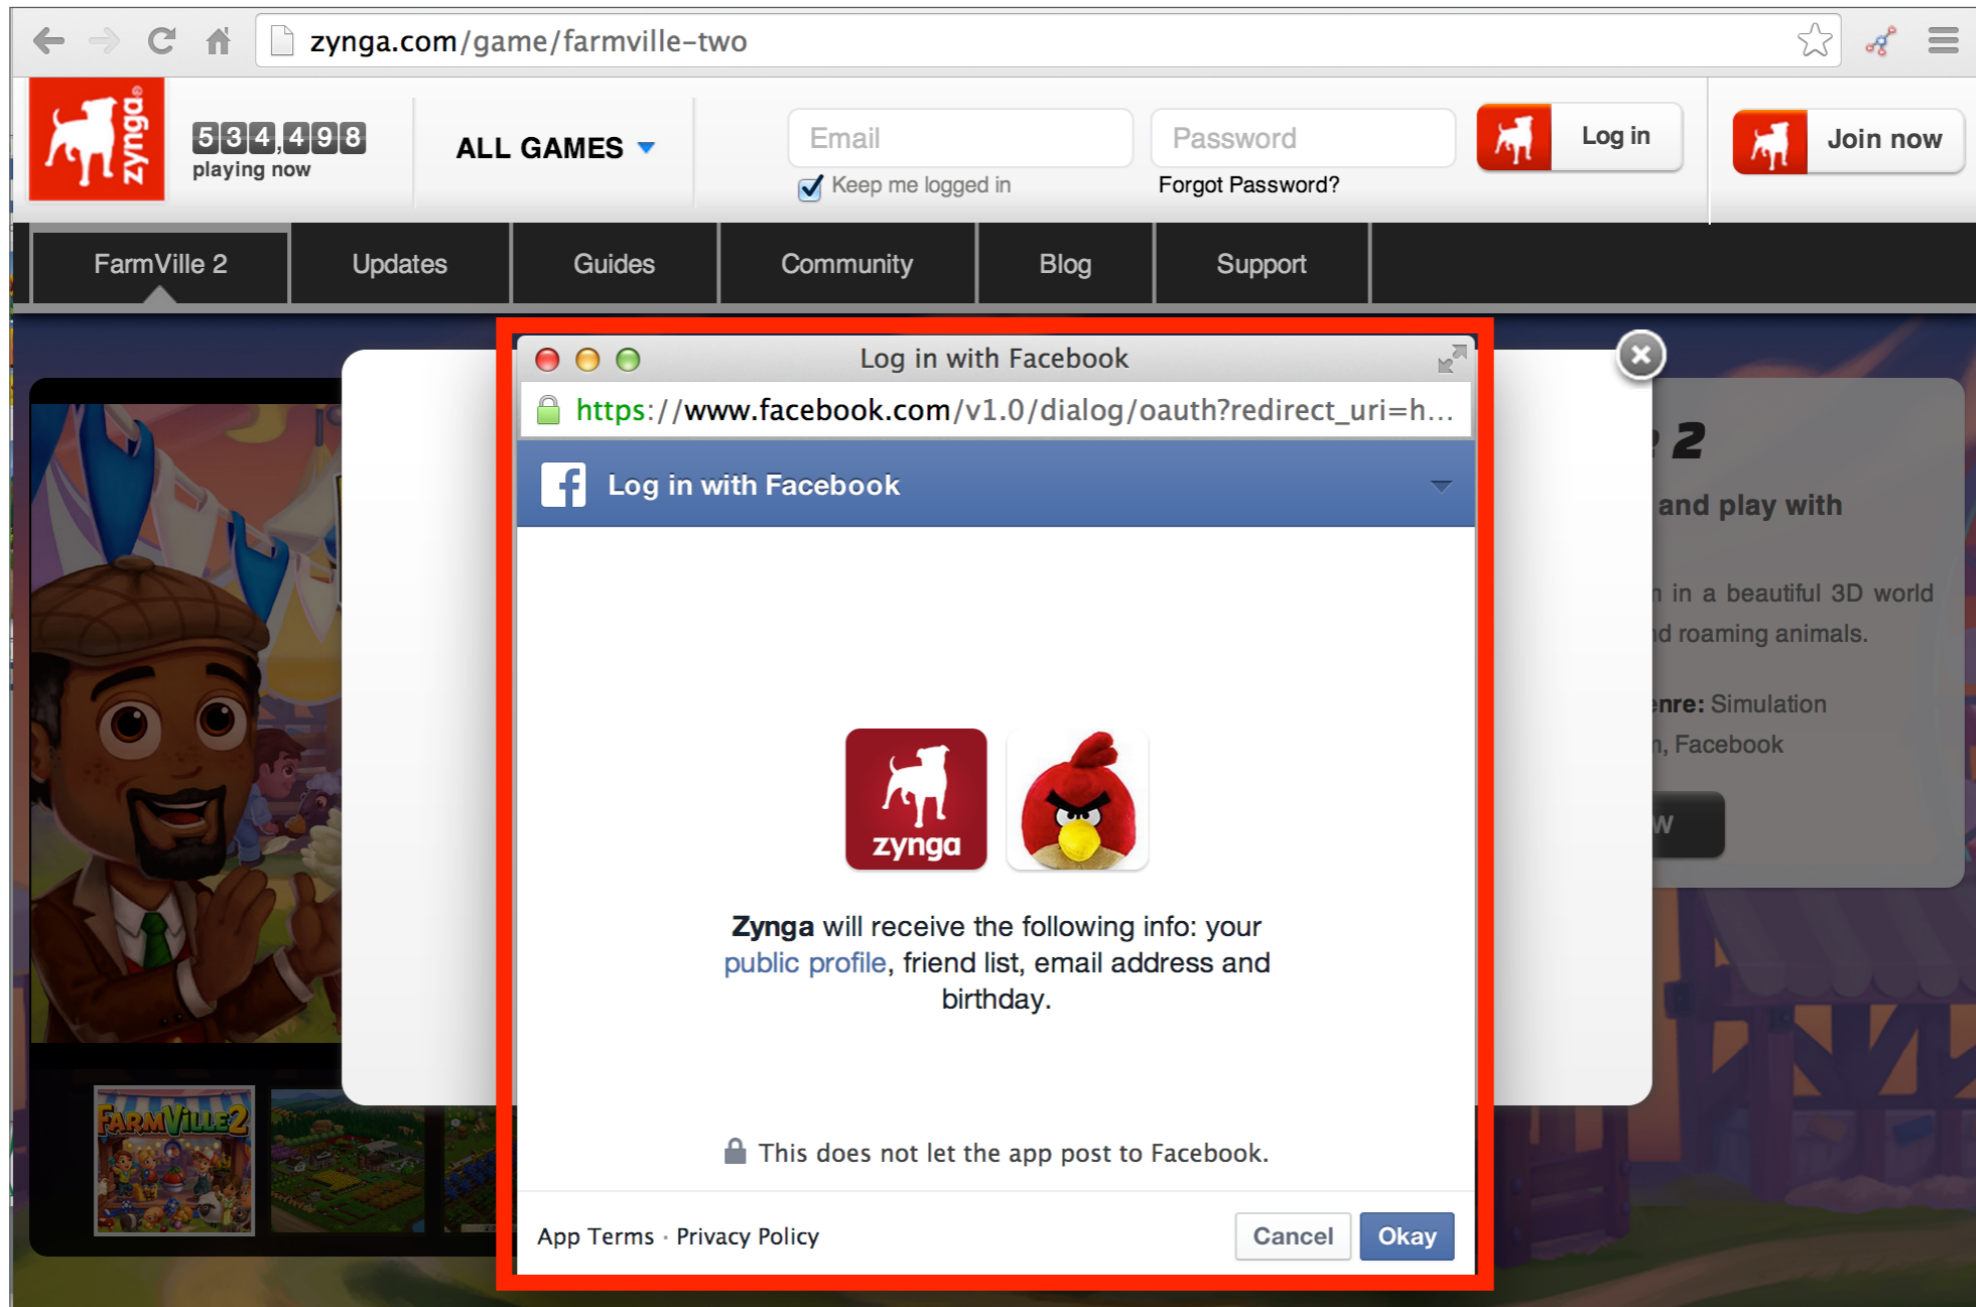 zynga.com/game/farmville-two
zynga
534,498
playing now
ALL GAMES
Email
Password
Log in
Join now
Keep me logged in
Forgot Password?
FarmVille 2
Updates
Guides
Community
Blog
Support
Log in with Facebook
https://www.facebook.com/v1.0/dialog/oauth?redirect_uri=h...
Log in with Facebook
2
and play with
in a beautiful 3D world
roaming animals.
Simulation
, Facebook
W
zynga
Zynga will receive the following info: your
public profile, friend list, email address and
birthday.
FARMVILLE2
This does not let the app post to Facebook.
App Terms · Privacy Policy
Cancel
Okay